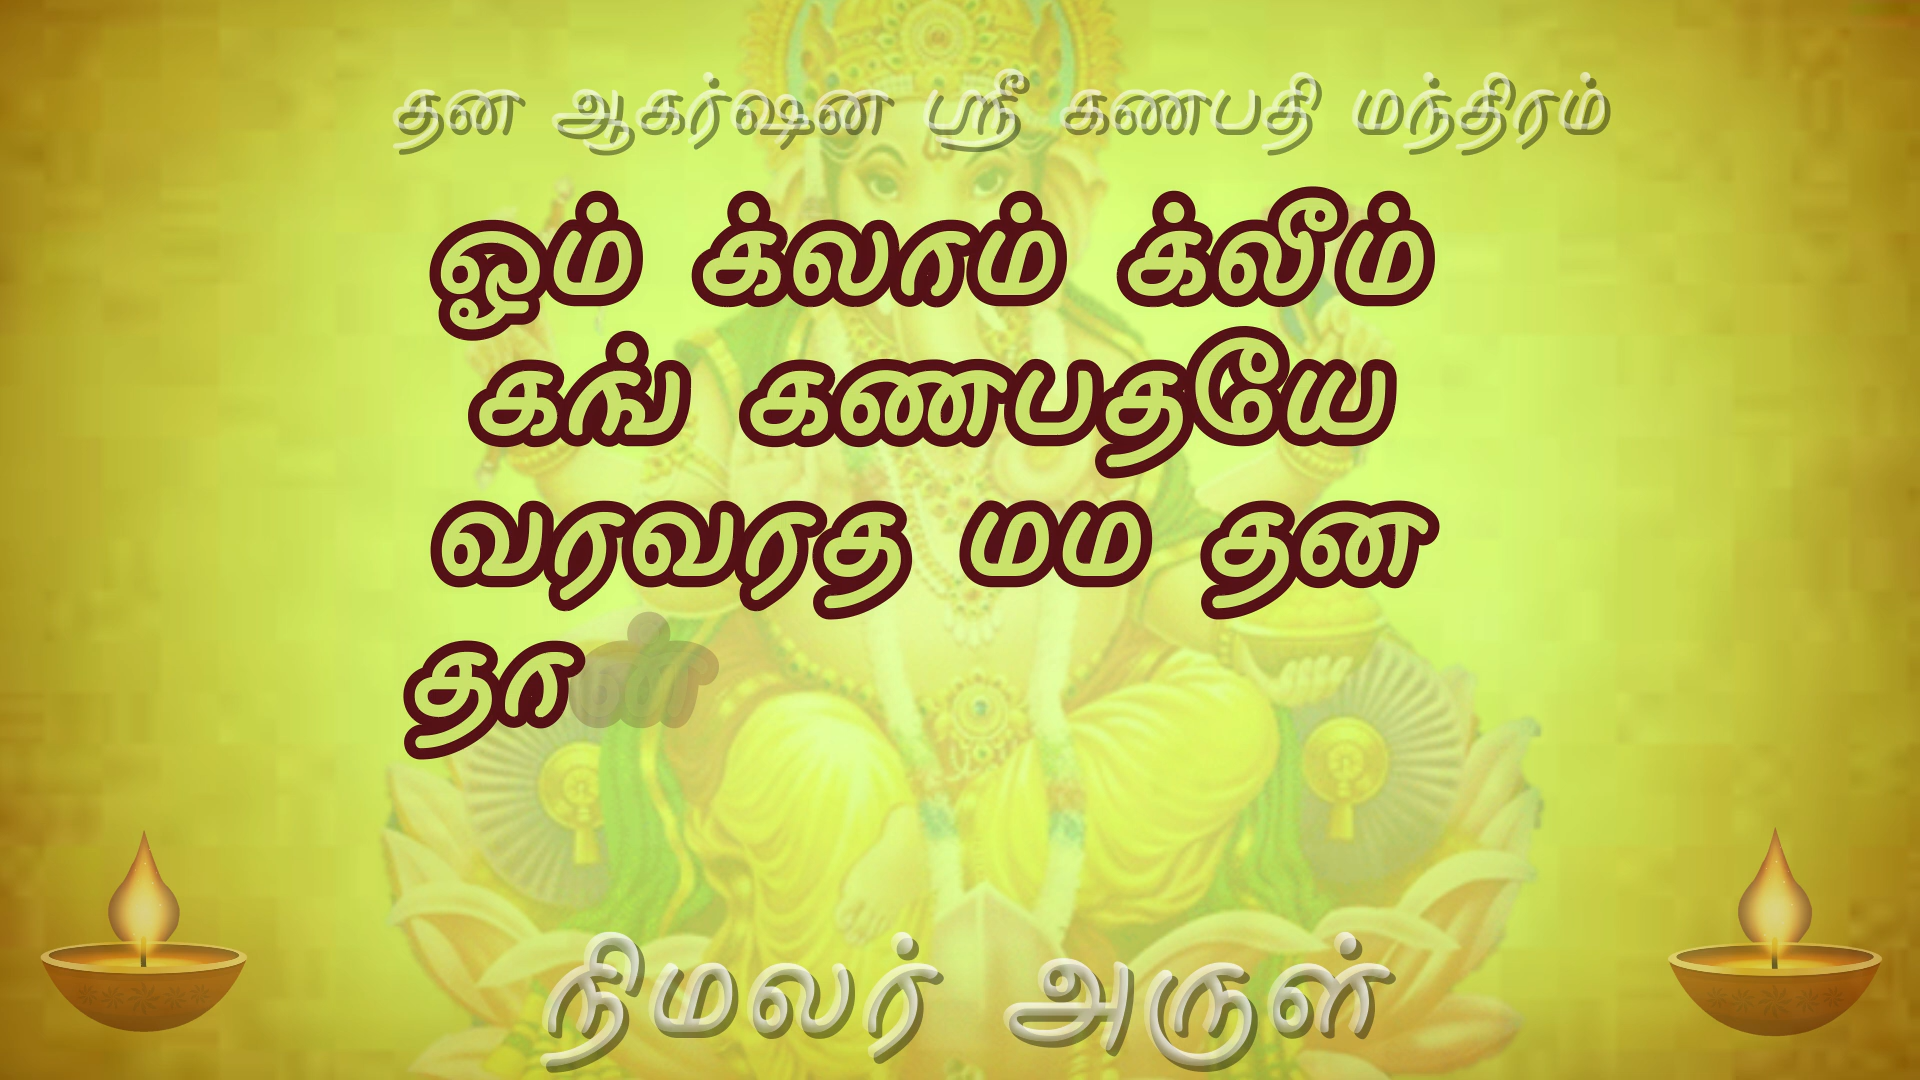 தன ஆகர்ஷன ஸ்ரீ கணபதி மந்திரம்
ஓம் க்லாம் க்லீம்
கங் கணபதயே
வரவரத மம தன
தான்
நிமலர் அருள்